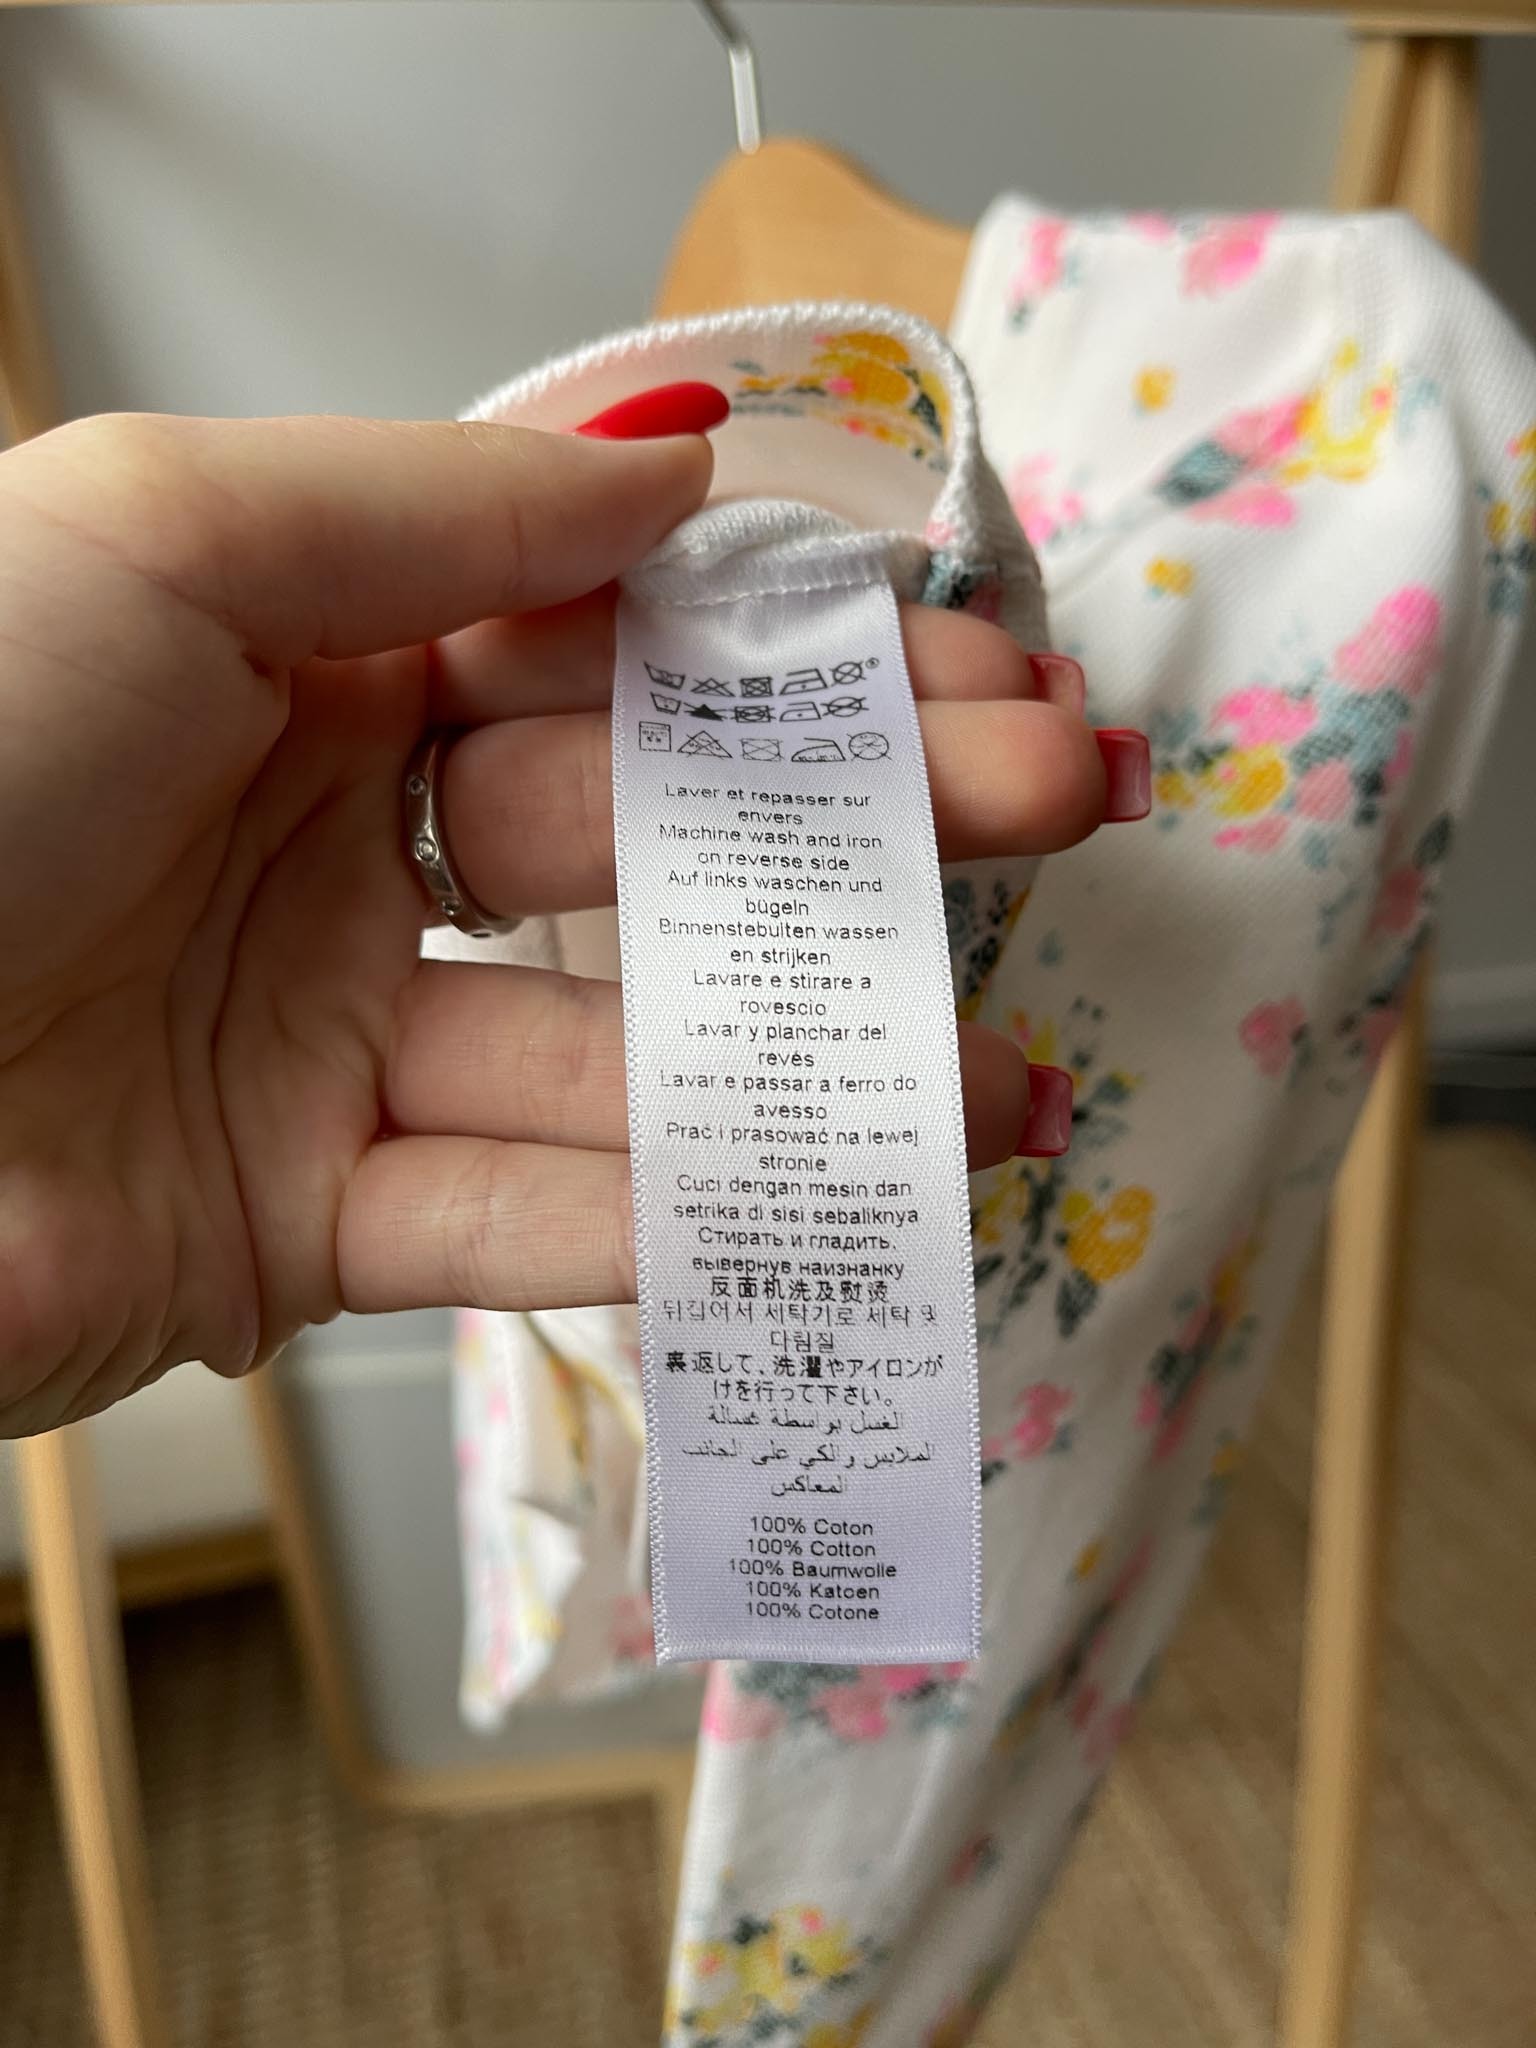 Laver et repasser sur
envers
Machine wash and iron
on reverse side
Auf links waschen und
bügeln
Binnenstebuiten wassen
en strijken
Lavare e stirare a
rovescio
Lavar y planchar del
revés
Lavar e passar a ferro do
avesso
Prać i prasować na lewej
stronie
Cuci dengan mesin dan
setrika di sisi sebaliknya
Стирать и гладить,
вывернув наизнанку
反面机洗及熨烫
뒤집어서 세탁기로 세탁 및
다림질
裏返して、洗濯やアイロンが
けを行って下さい。
الغسل بواسطة غسالة
الملابس والكي على الجانب
المعاكس
100% Coton
100% Cotton
100% Baumwolle
100% Katoen
100% Cotone